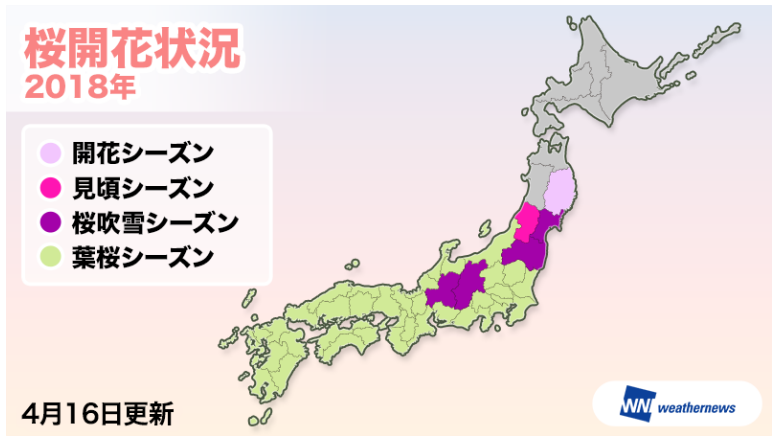 桜開花状況
2018年
開花シーズン
見頃シーズン
桜吹雪シーズン
葉桜シーズン
4月16日更新
WNI weathernews